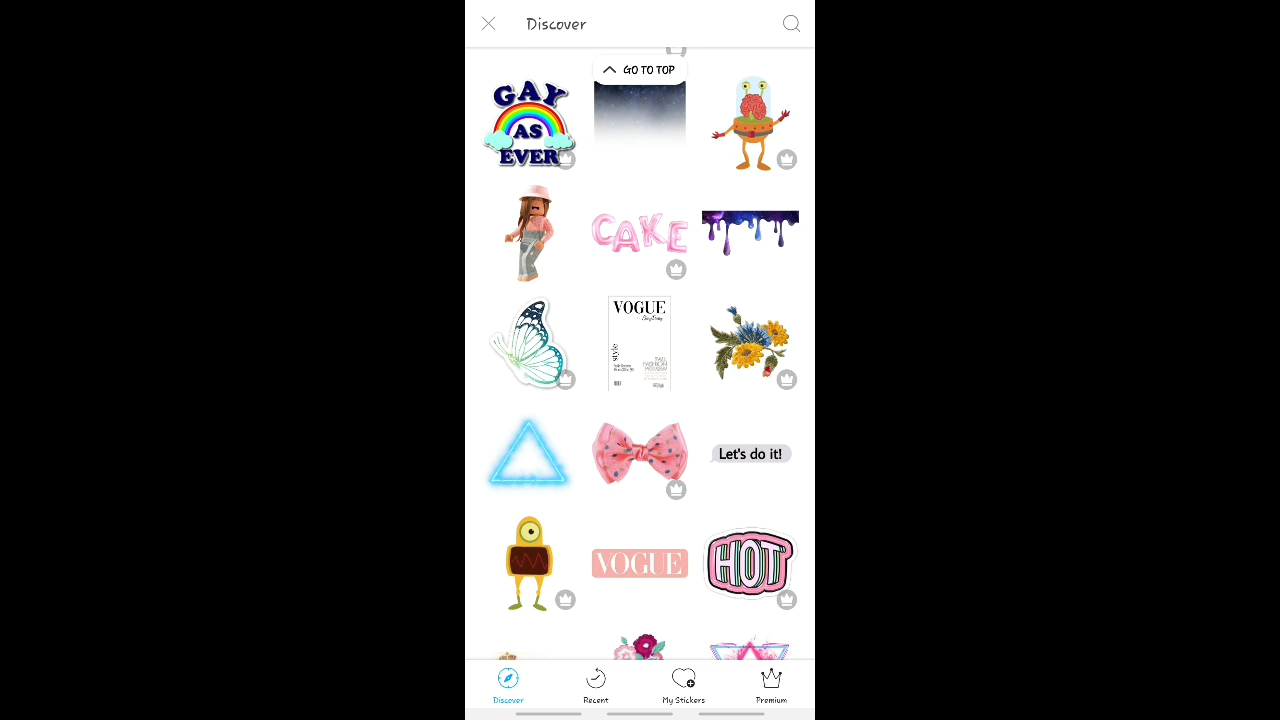 Discover
GO TO TOP
GAY
AS
EVER
CAKE
VOGUE
style
VOGUE
Let's do it!
HOT
Discover
Recent
My Stickers
Premium